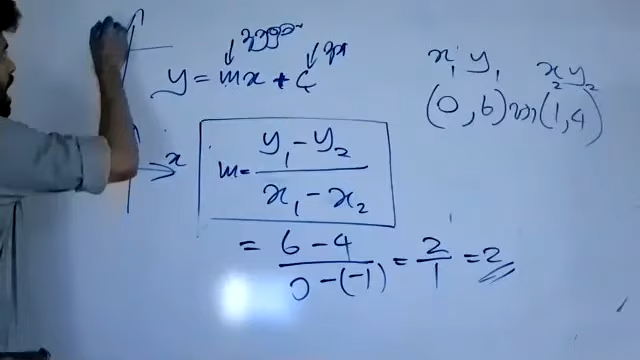 y = mx + c
x₁ y₁ x₂ y₂
(0, 6) (1, 4)
x
m = y₁ - y₂ / x₁ - x₂
= 6 - 4 / 0 - (-1) = 2 / 1 = 2